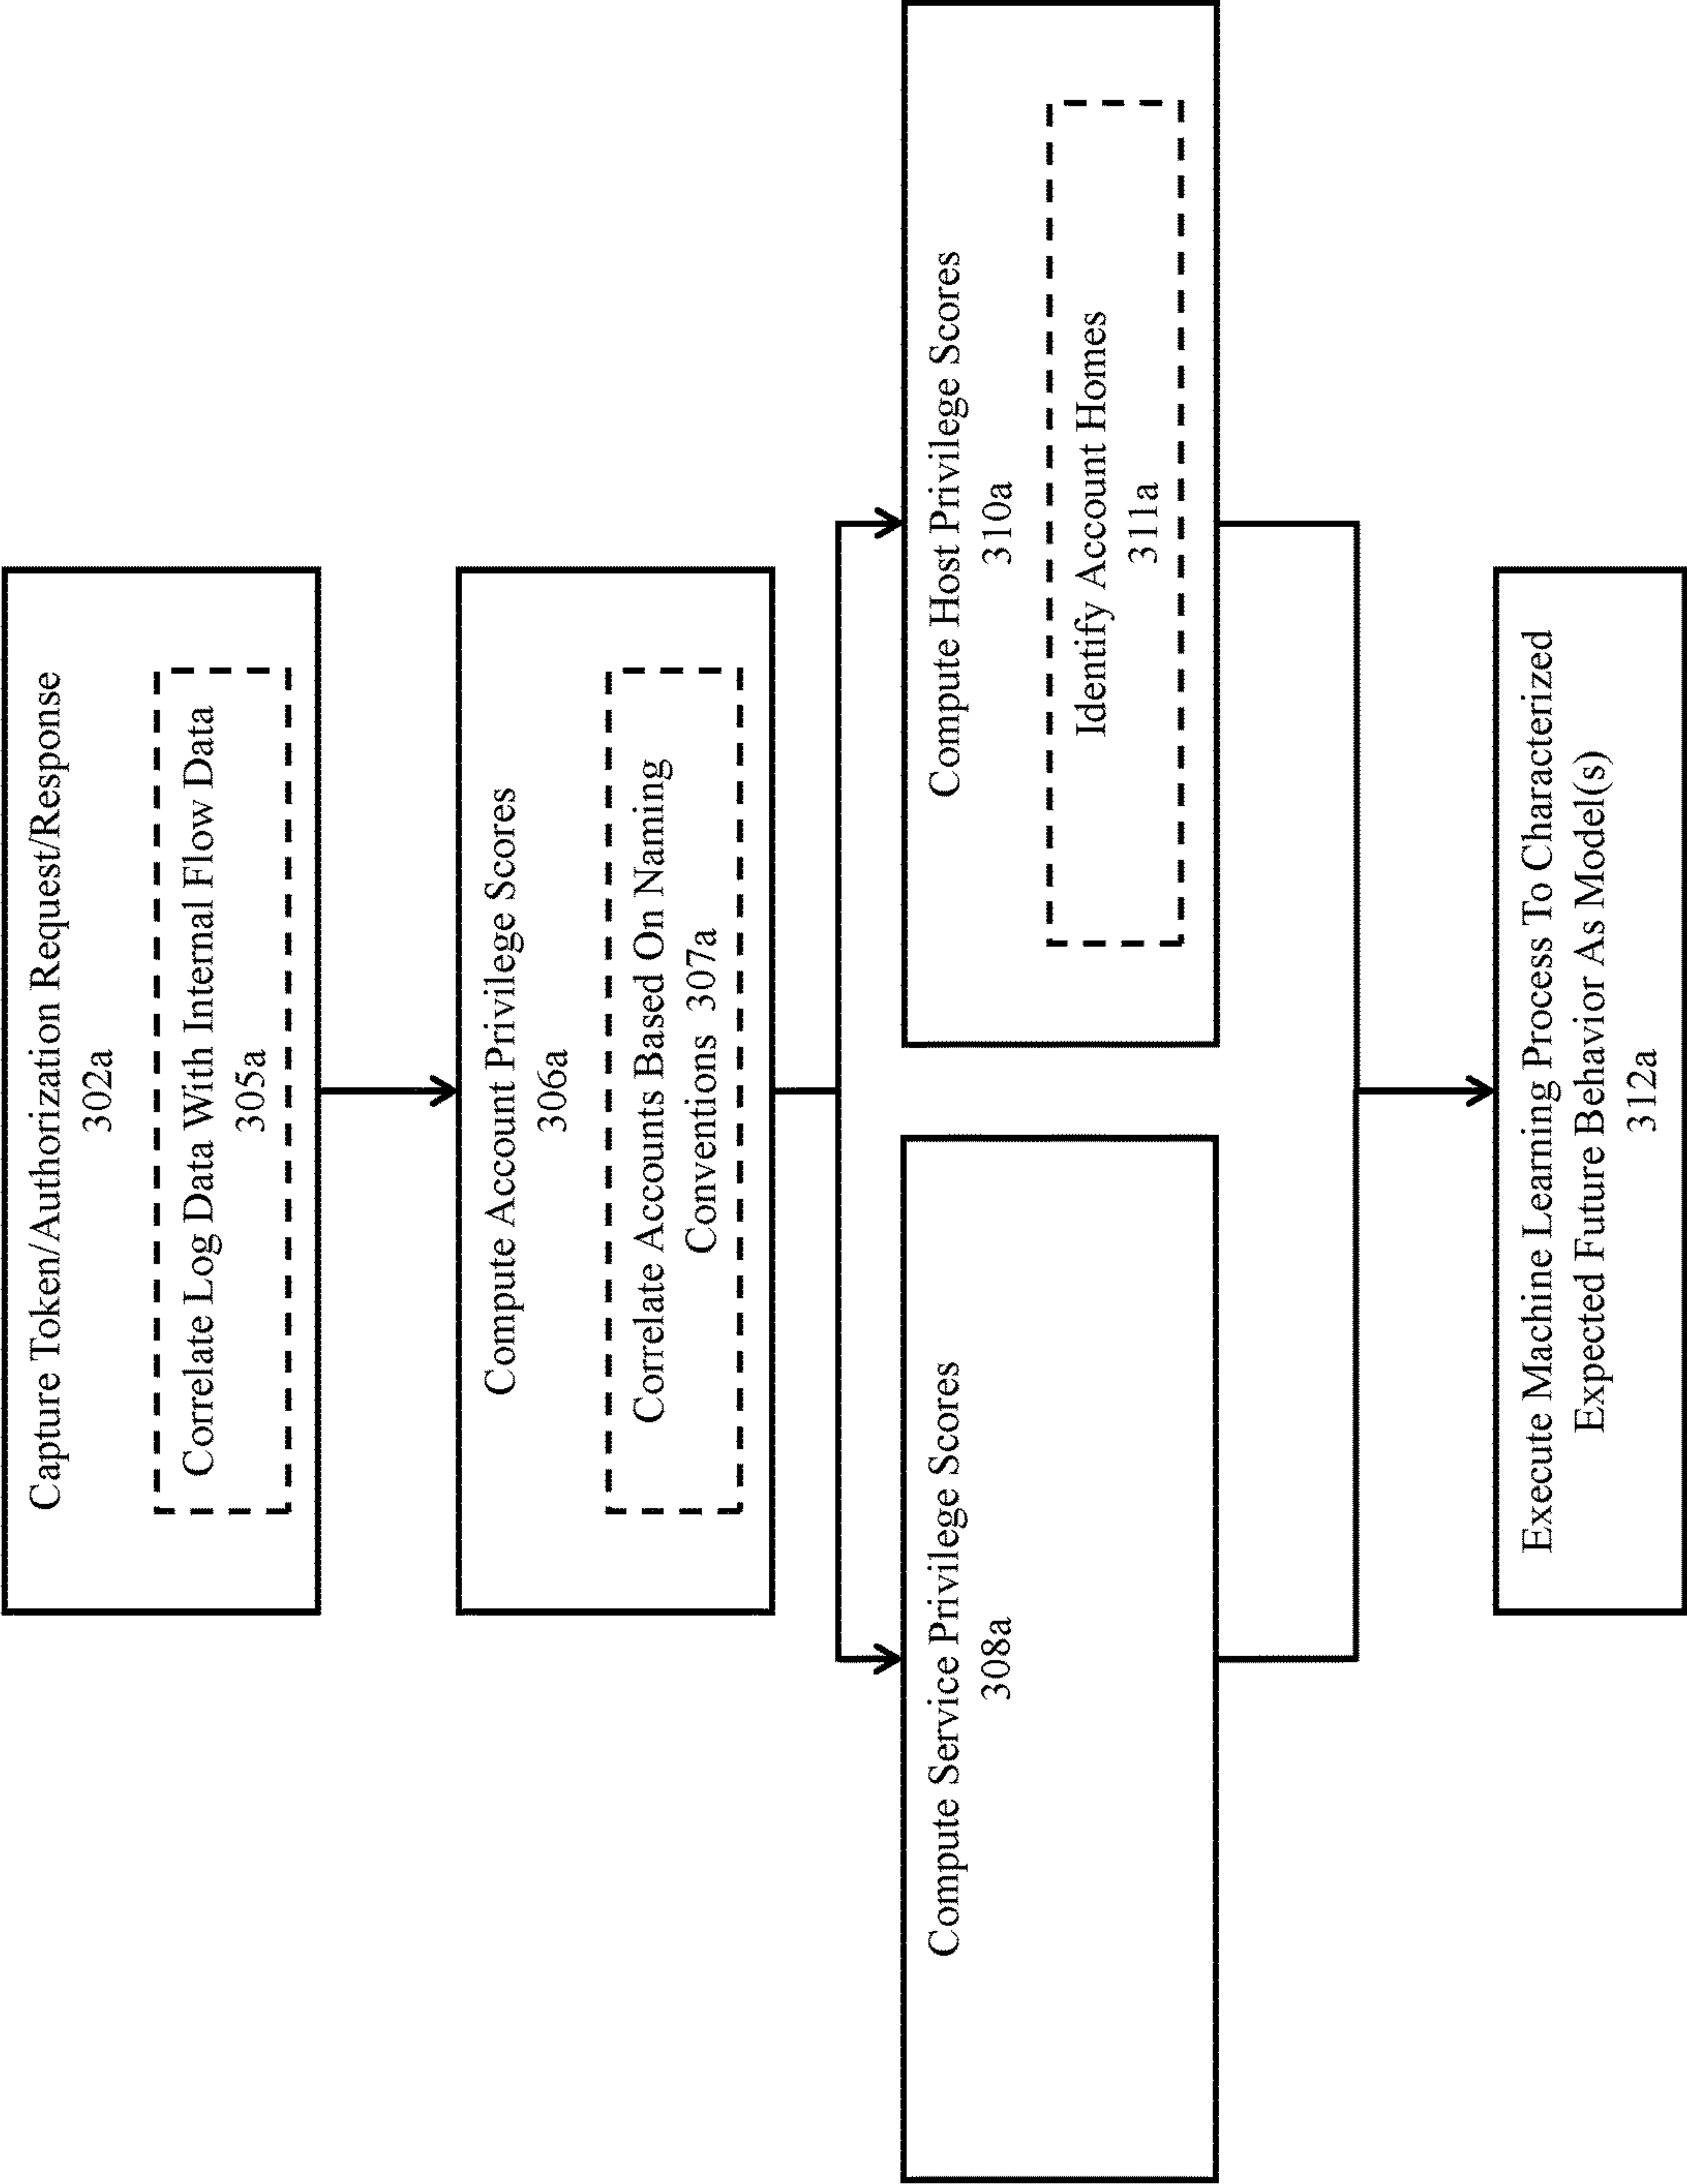 Capture Token/Authorization Request/Response
302a
Correlate Log Data With Internal Flow Data
305a
Compute Account Privilege Scores
306a
Correlate Accounts Based On Naming
Conventions 307a
Compute Service Privilege Scores
308a
Compute Host Privilege Scores
310a
Identify Account Homes
311a
Execute Machine Learning Process To Characterized
Expected Future Behavior As Model(s)
312a